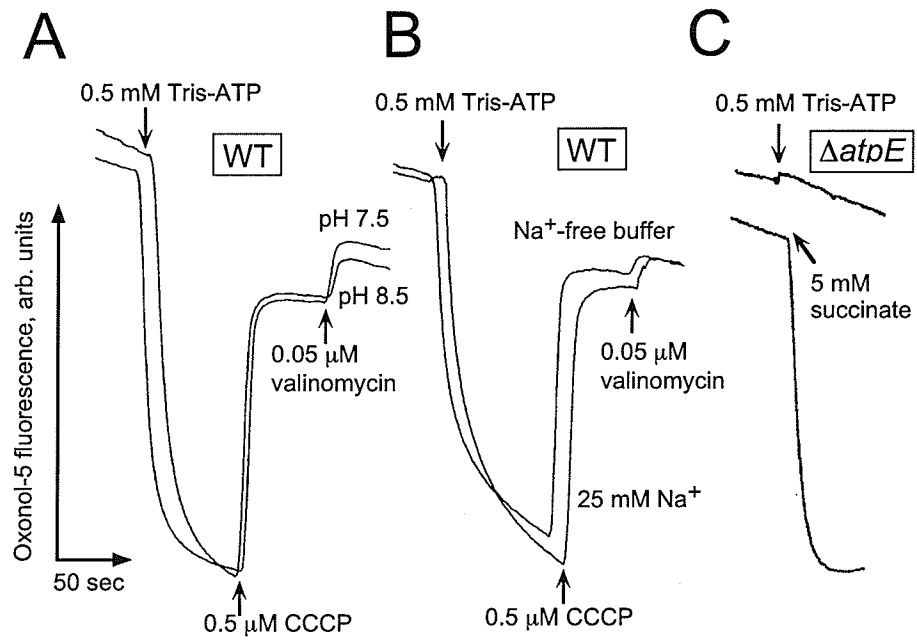 A
B
C
0.5 mM Tris-ATP
0.5 mM Tris-ATP
0.5 mM Tris-ATP
WT
WT
ΔatpE
pH 7.5
pH 8.5
Na⁺-free buffer
5 mM
succinate
0.05 μM
valinomycin
0.05 μM
valinomycin
25 mM Na⁺
Oxonol-5 fluorescence, arb. units
50 sec
0.5 μM CCCP
0.5 μM CCCP